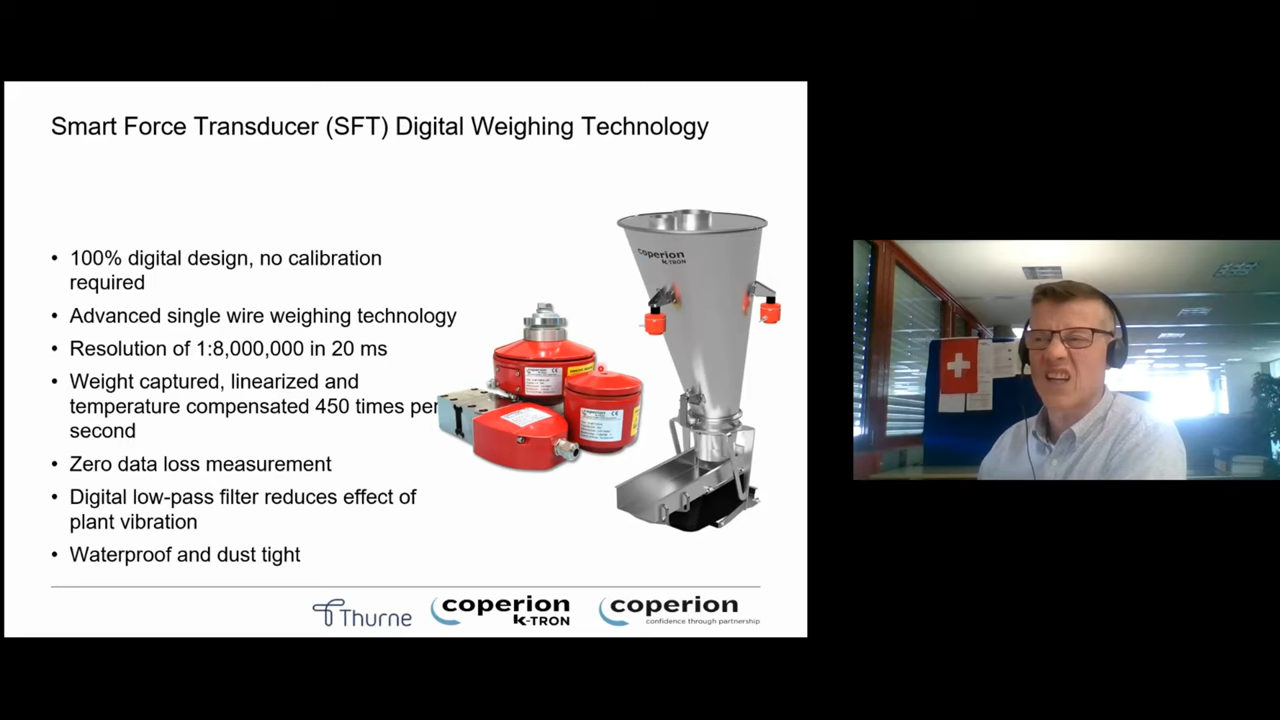 Smart Force Transducer (SFT) Digital Weighing Technology
• 100% digital design, no calibration
required
• Advanced single wire weighing technology
• Resolution of 1:8,000,000 in 20 ms
• Weight captured, linearized and
temperature compensated 450 times per
second
• Zero data loss measurement
• Digital low-pass filter reduces effect of
plant vibration
• Waterproof and dust tight
coperion
K-TRON
Thurne
coperion
K-TRON
coperion
confidence through partnership